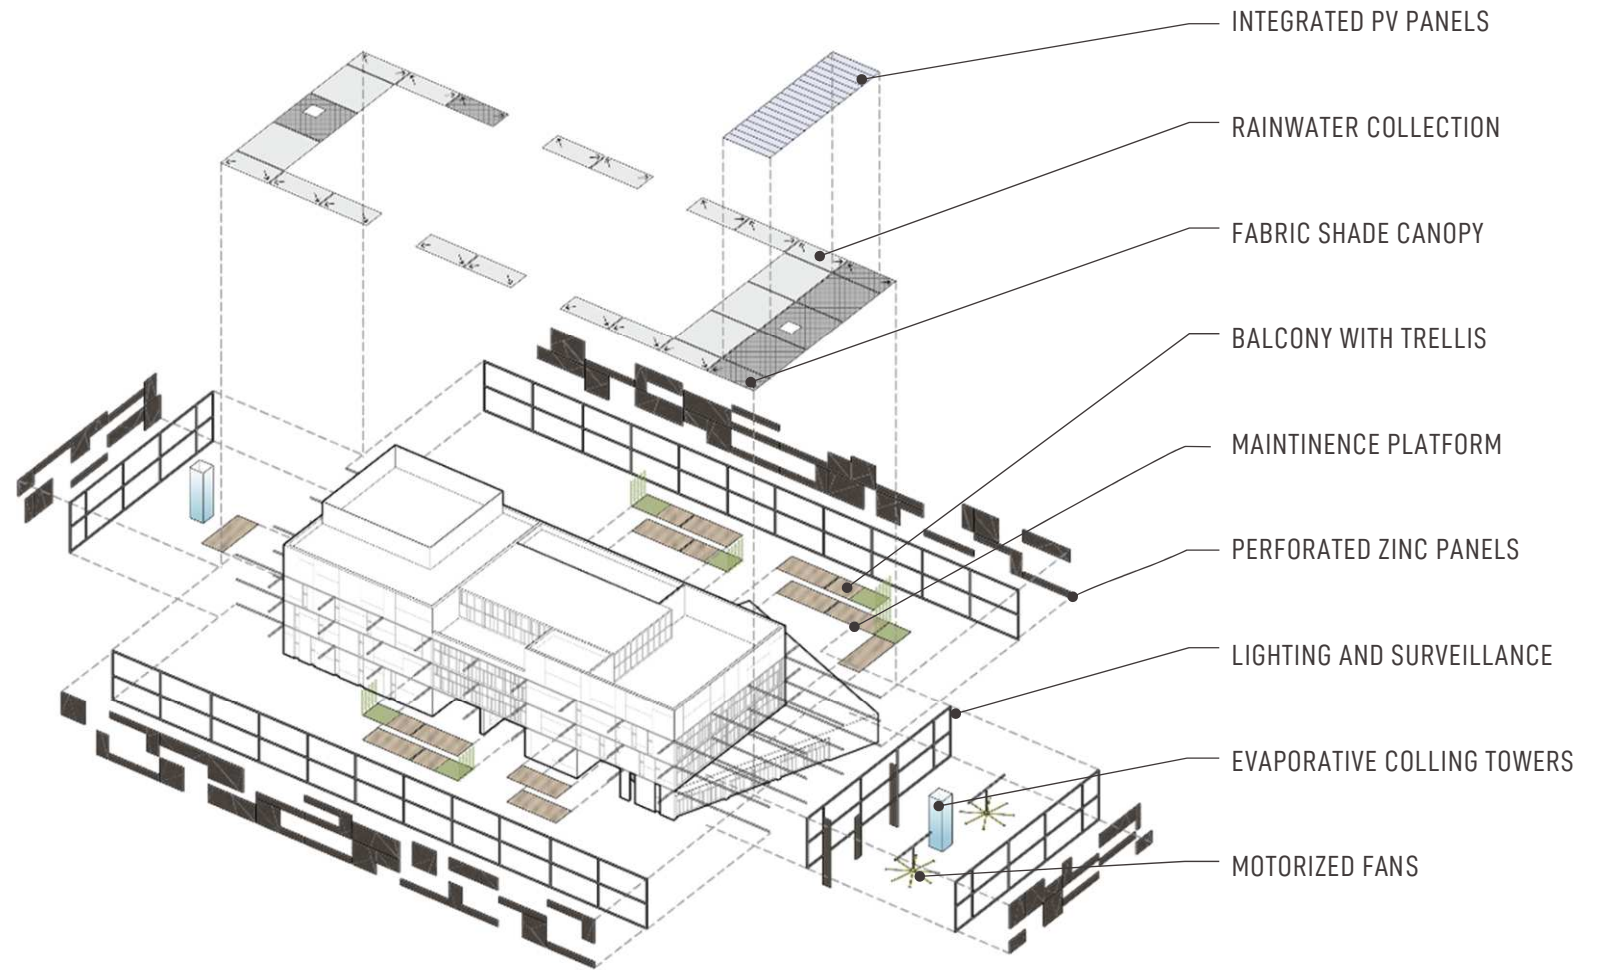 INTEGRATED PV PANELS
RAINWATER COLLECTION
FABRIC SHADE CANOPY
BALCONY WITH TRELLIS
MAINTINENCE PLATFORM
PERFORATED ZINC PANELS
LIGHTING AND SURVEILLANCE
EVAPORATIVE COLLING TOWERS
MOTORIZED FANS